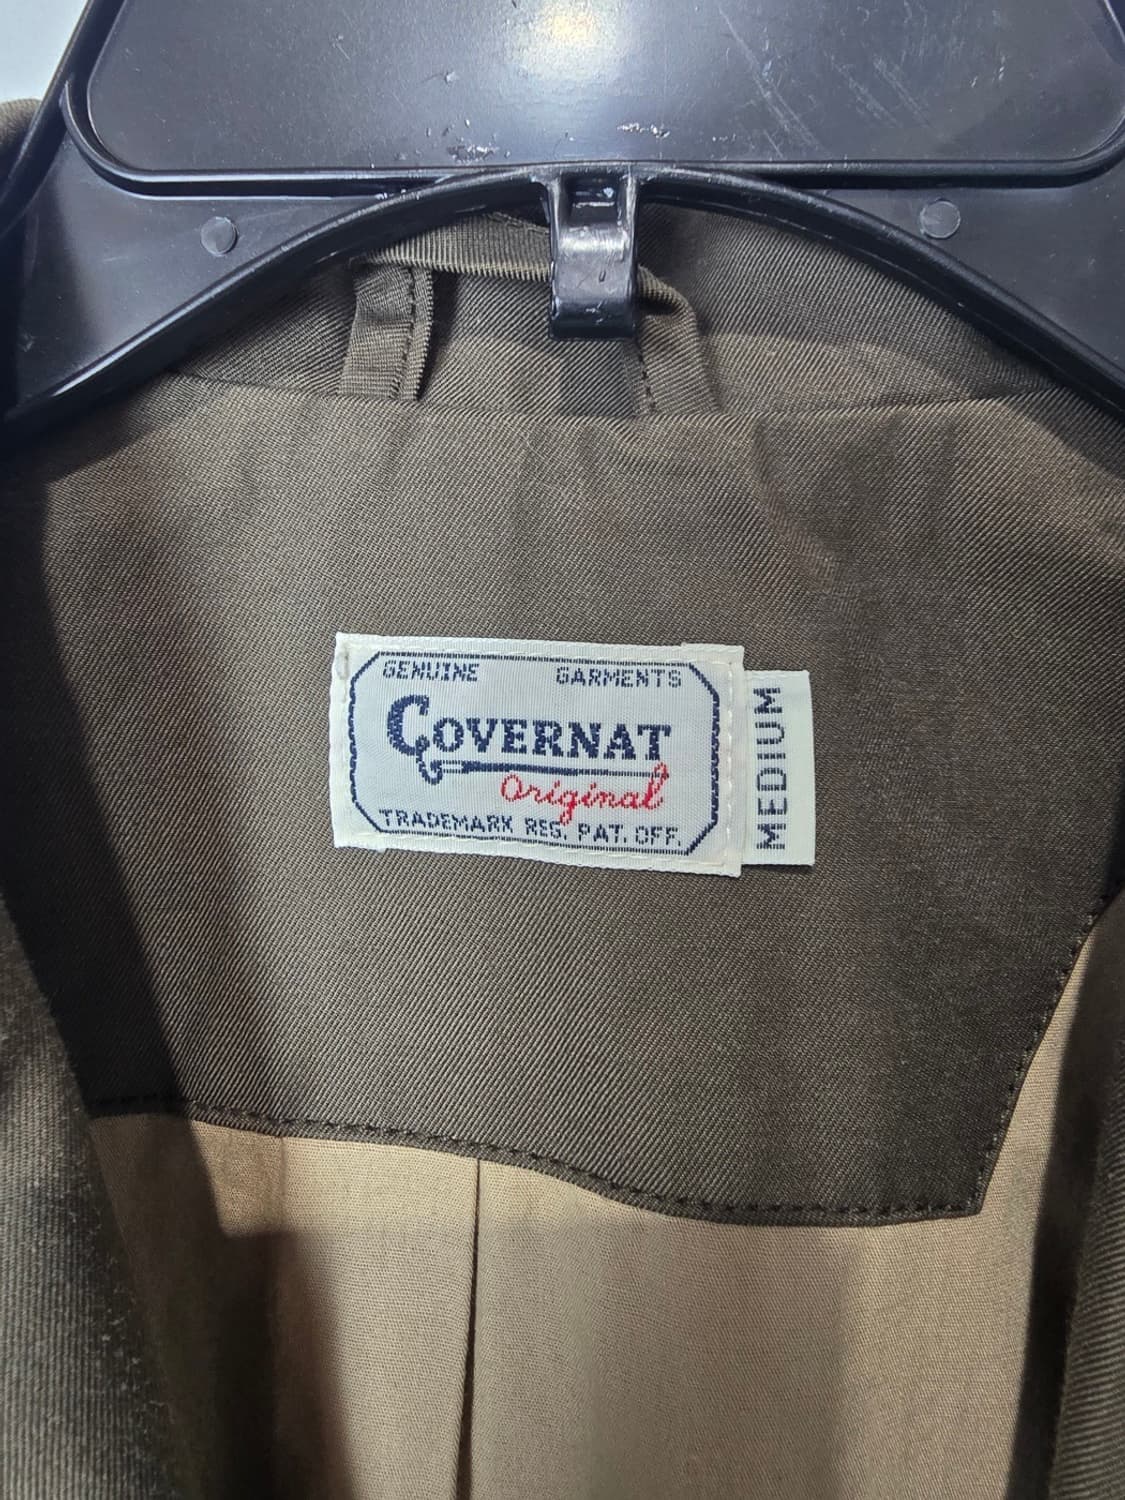 GENUINE GARMENTS
COVERNAT
Original
TRADEMARK REG. PAT. OFF.
MEDIUM